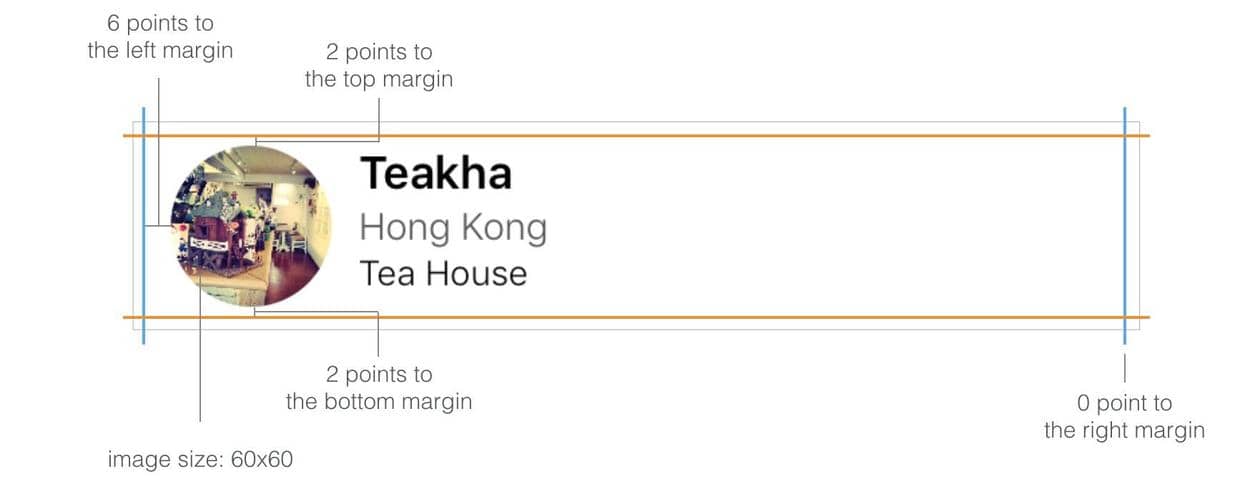 6 points to
the left margin
2 points to
the top margin
Teakha
Hong Kong
Tea House
2 points to
the bottom margin
0 point to
the right margin
image size: 60x60